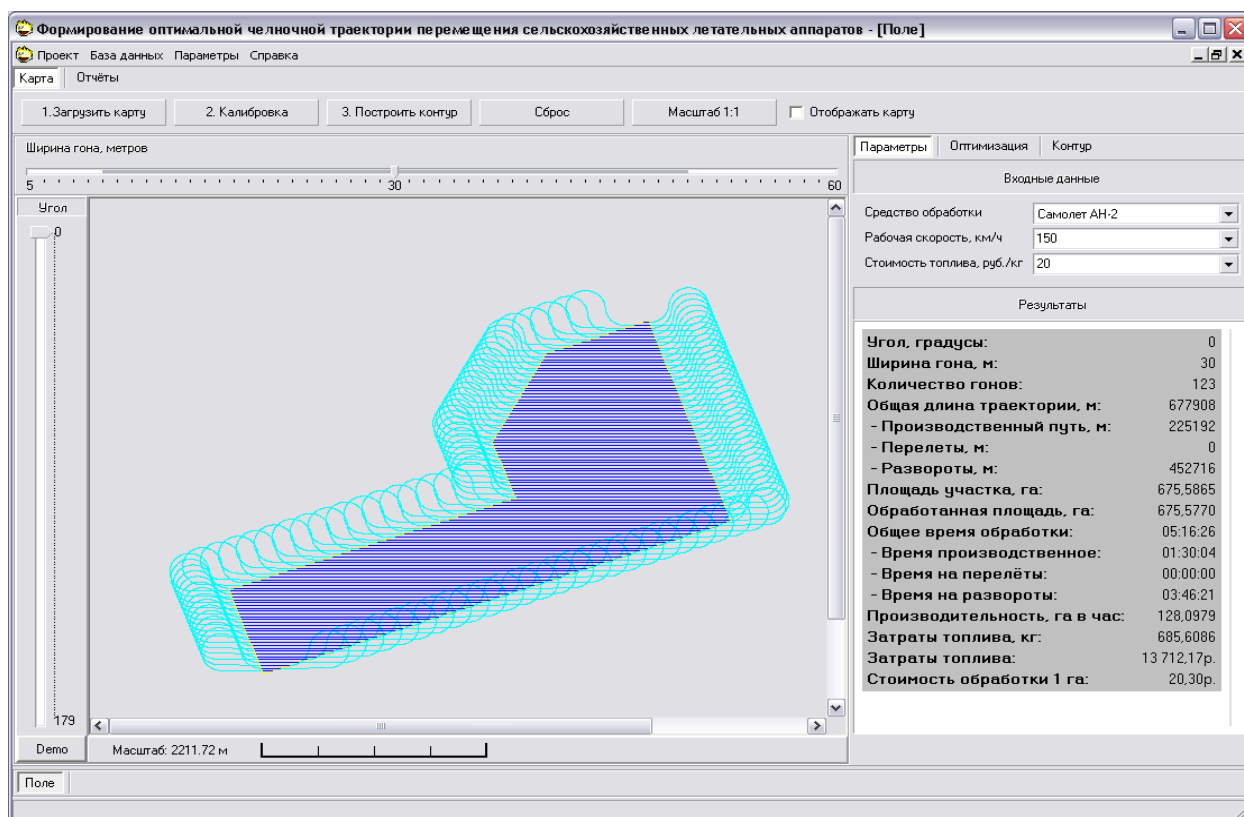 Формирование оптимальной челночной траектории перемещения сельскохозяйственных летательных аппаратов - [Поле]
Проект База данных Параметры Справка
Карта Отчёты
1.Загрузить карту 2. Калибровка 3. Построить контур Сброс Масштаб 1:1 Отображать карту
Ширина гона, метров
5 30 60
Угол
0
179
Demo Масштаб: 2211.72 м
Параметры Оптимизация Контур
Входные данные
Средство обработки Самолет АН-2
Рабочая скорость, км/ч 150
Стоимость топлива, руб./кг 20
Результаты
Угол, градусы: 0
Ширина гона, м: 30
Количество гонов: 123
Общая длина траектории, м: 677908
- Производственный путь, м: 225192
- Перелеты, м: 0
- Развороты, м: 452716
Площадь участка, га: 675,5865
Обработанная площадь, га: 675,5770
Общее время обработки: 05:16:26
- Время производственное: 01:30:04
- Время на перелёты: 00:00:00
- Время на развороты: 03:46:21
Производительность, га в час: 128,0979
Затраты топлива, кг: 685,6086
Затраты топлива: 13 712,17р.
Стоимость обработки 1 га: 20,30р.
Поле